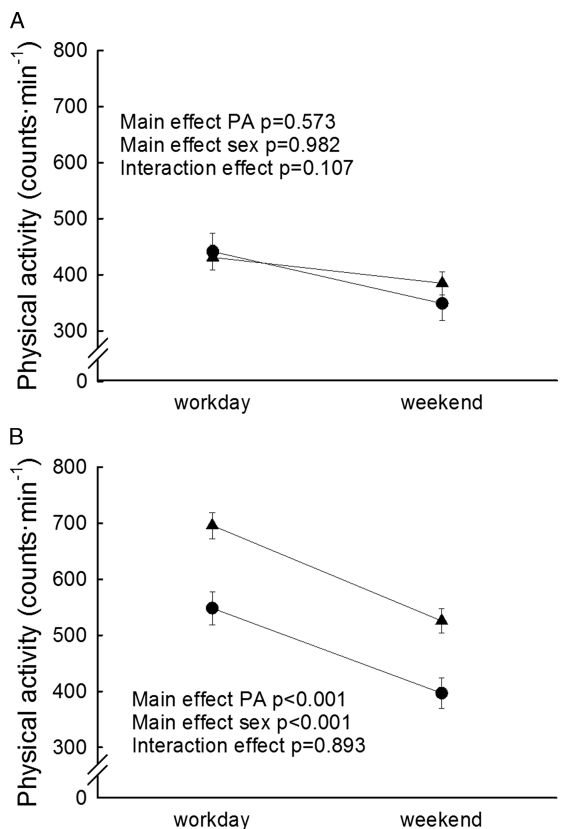 A
Physical activity (counts·min⁻¹)
800
700
600
500
400
300
0
Main effect PA p=0.573
Main effect sex p=0.982
Interaction effect p=0.107
workday weekend
B
Physical activity (counts·min⁻¹)
800
700
600
500
400
300
0
Main effect PA p<0.001
Main effect sex p<0.001
Interaction effect p=0.893
workday weekend